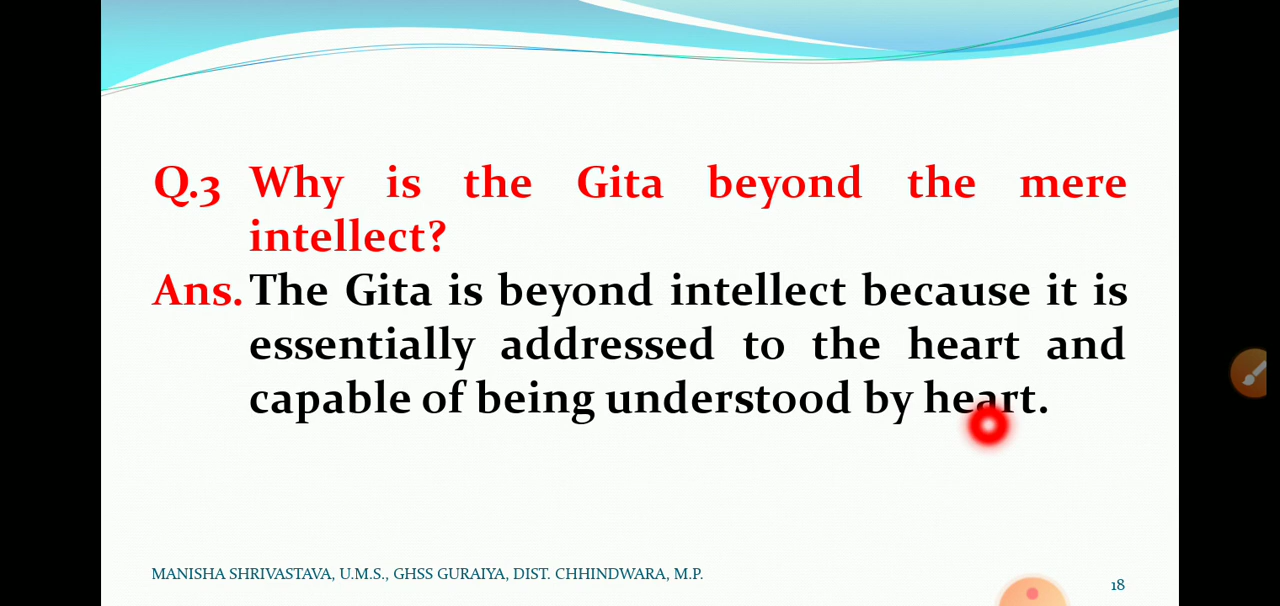 Q.3 Why is the Gita beyond the mere
intellect?
Ans. The Gita is beyond intellect because it is
essentially addressed to the heart and
capable of being understood by heart.
MANISHA SHRIVASTAVA, U.M.S., GHSS GURAIYA, DIST. CHHINDWARA, M.P.
18